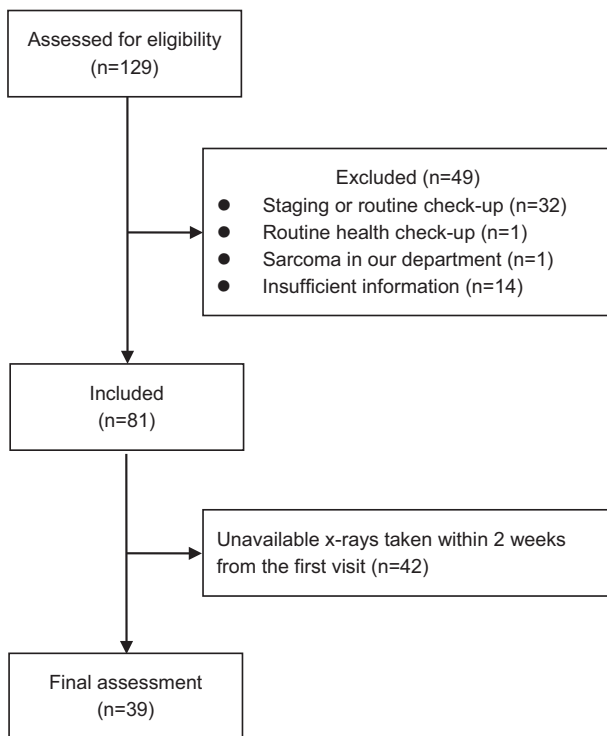 Assessed for eligibility
(n=129)
Excluded (n=49)
● Staging or routine check-up (n=32)
● Routine health check-up (n=1)
● Sarcoma in our department (n=1)
● Insufficient information (n=14)
Included
(n=81)
Unavailable x-rays taken within 2 weeks
from the first visit (n=42)
Final assessment
(n=39)